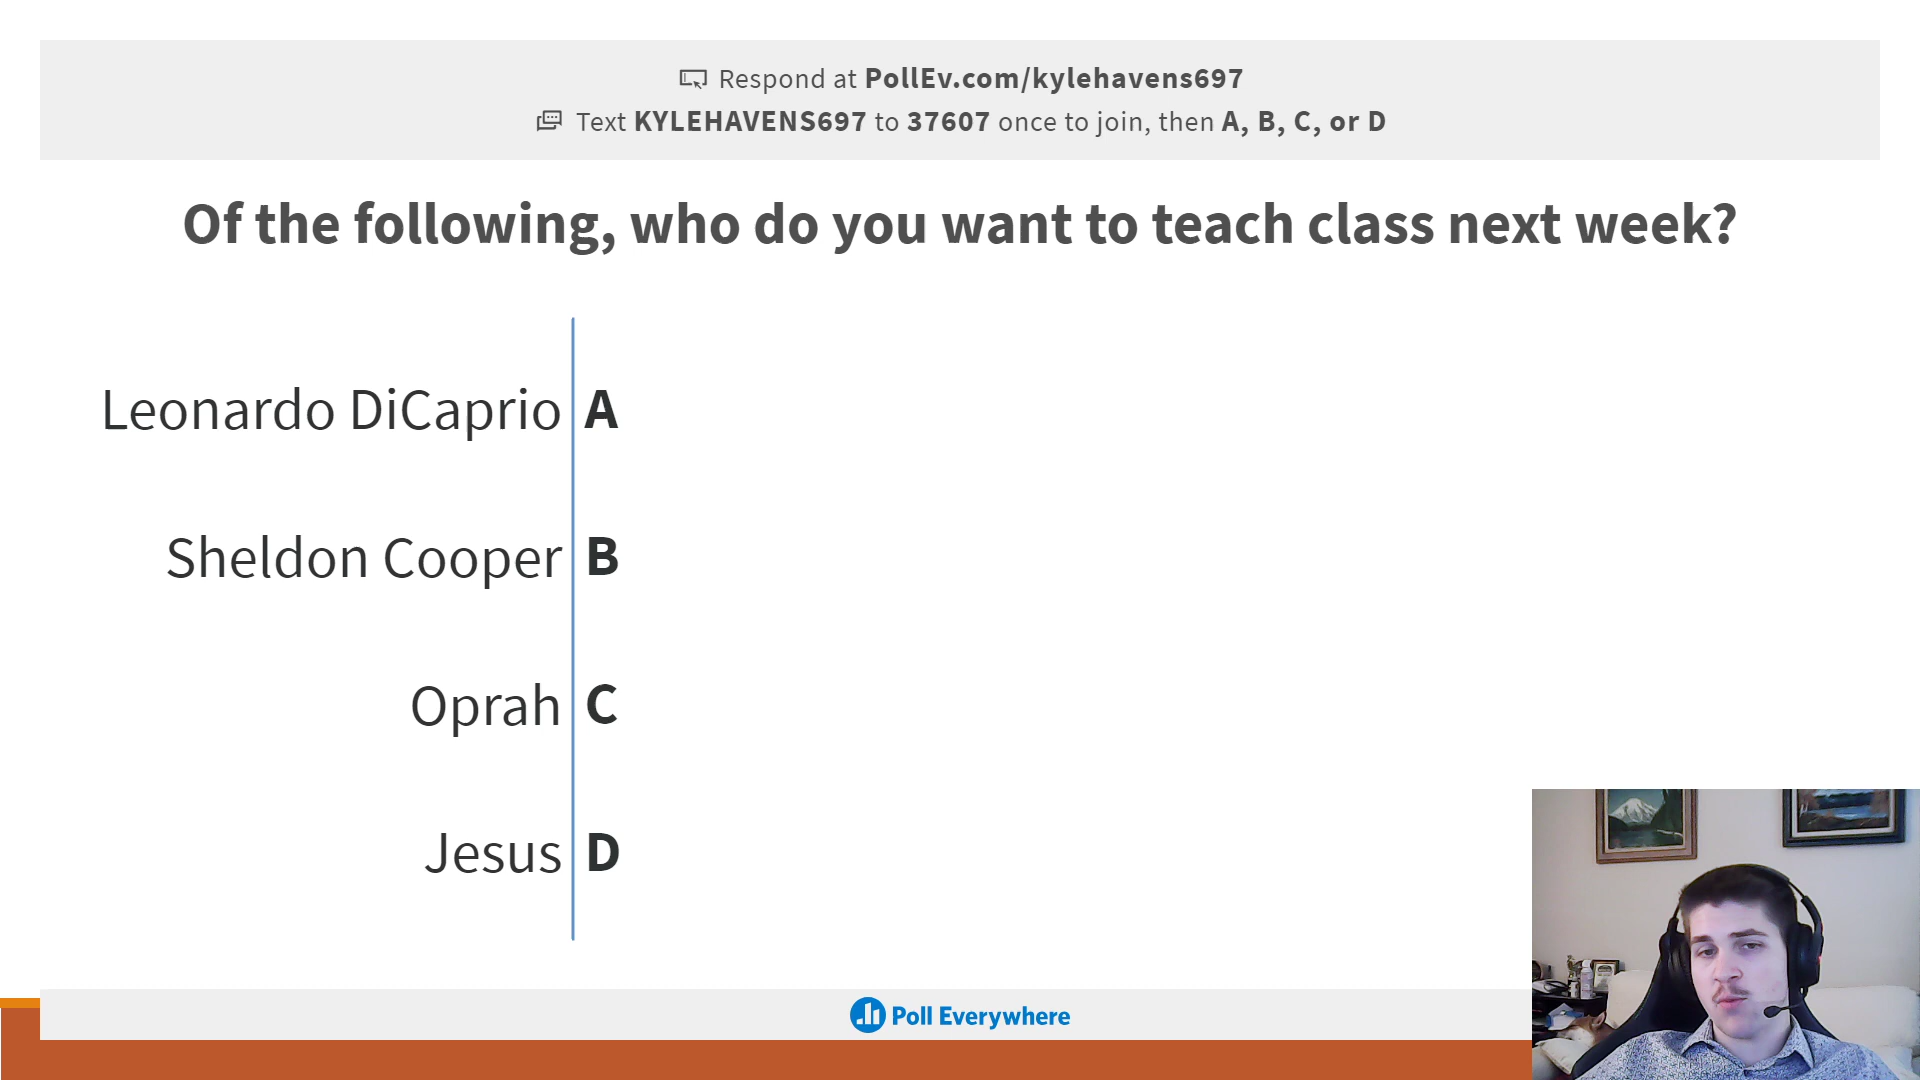 Respond at PollEv.com/kylehavens697
Text KYLEHAVENS697 to 37607 once to join, then A, B, C, or D
Of the following, who do you want to teach class next week?
Leonardo DiCaprio A
Sheldon Cooper B
Oprah C
Jesus D
Poll Everywhere